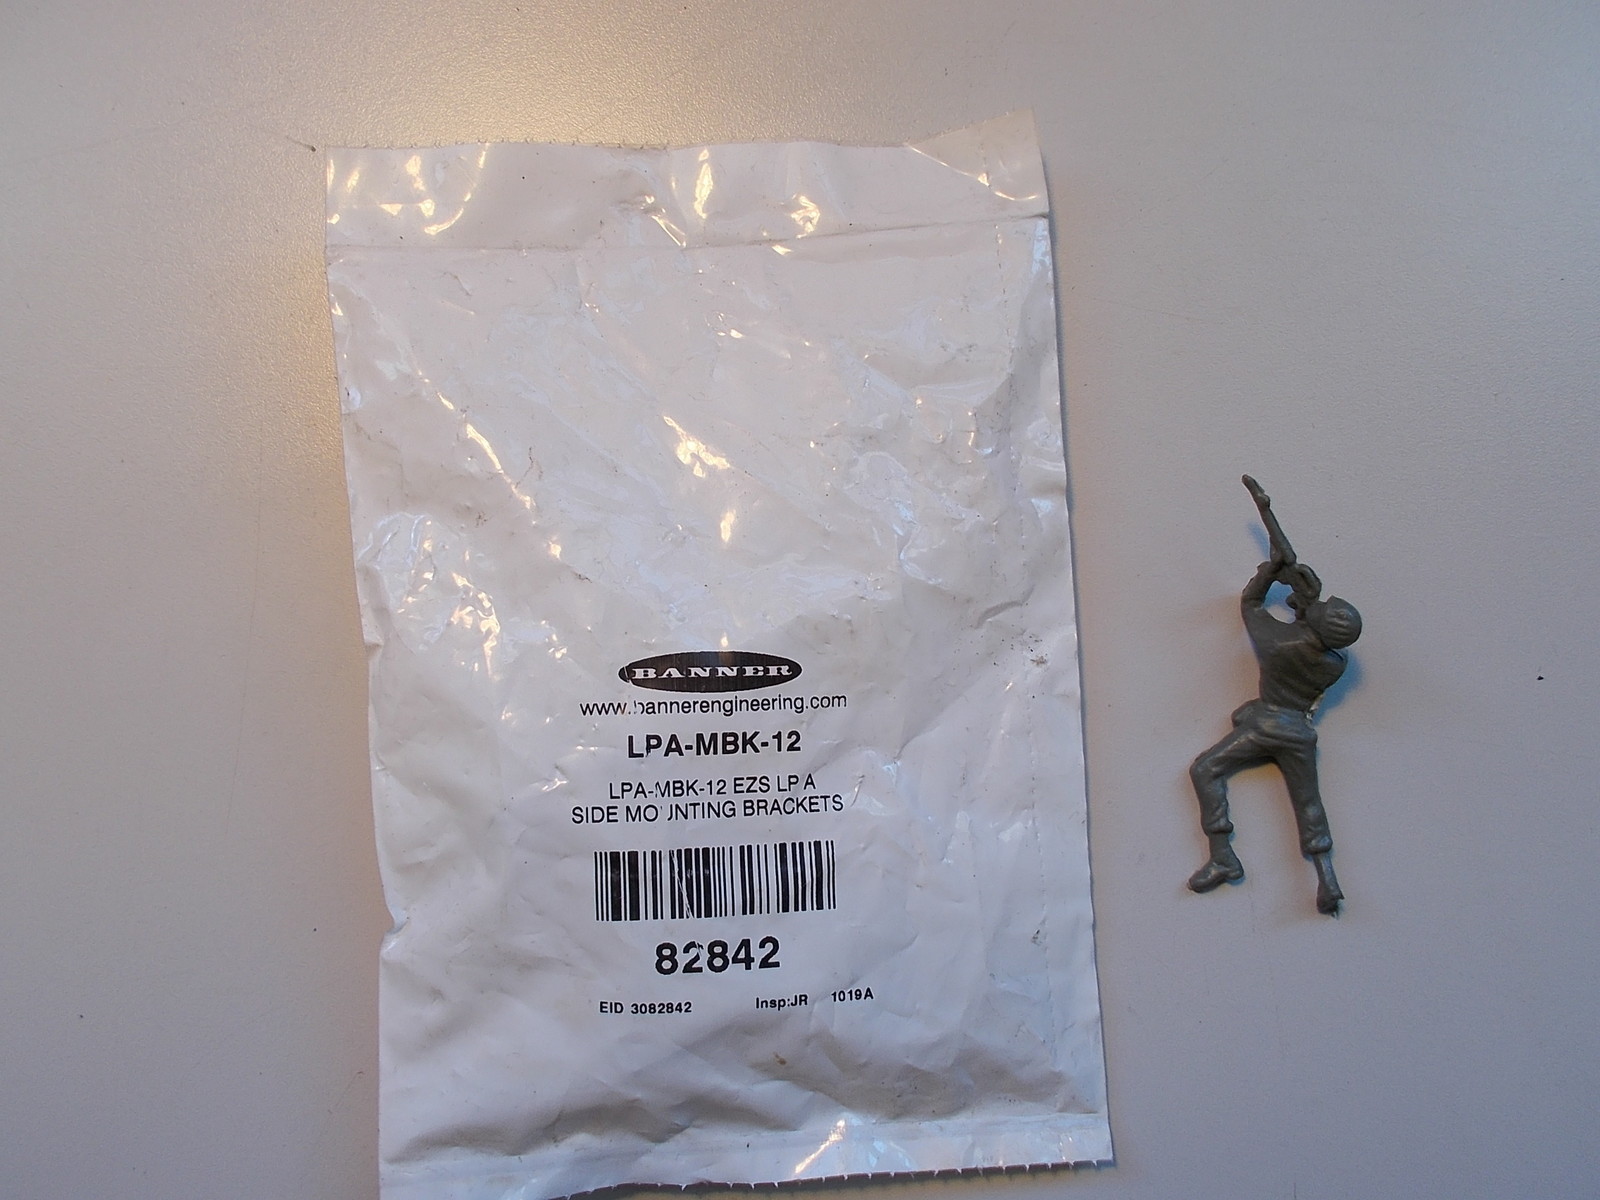 BANNER
www.bannerengineering.com
LPA-MBK-12
LPA-MBK-12 EZS LPA
SIDE MOUNTING BRACKETS
82842
EID 3082842 Insp:JR 1019A